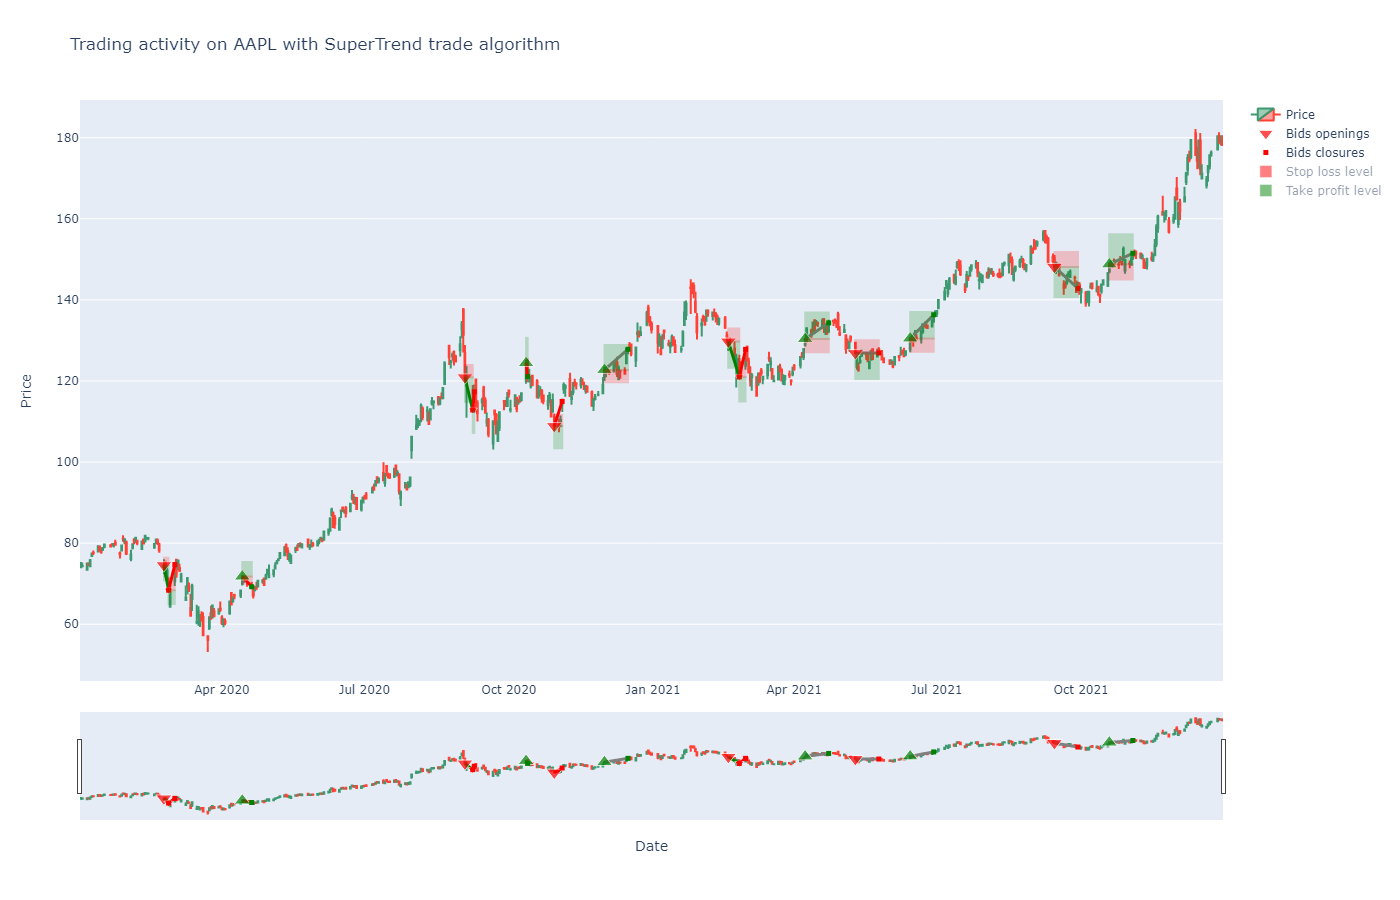 Trading activity on AAPL with SuperTrend trade algorithm
Price
Bids openings
Bids closures
Stop loss level
Take profit level
180
160
140
120
100
80
60
Price
Apr 2020
Jul 2020
Oct 2020
Jan 2021
Apr 2021
Jul 2021
Oct 2021
Date